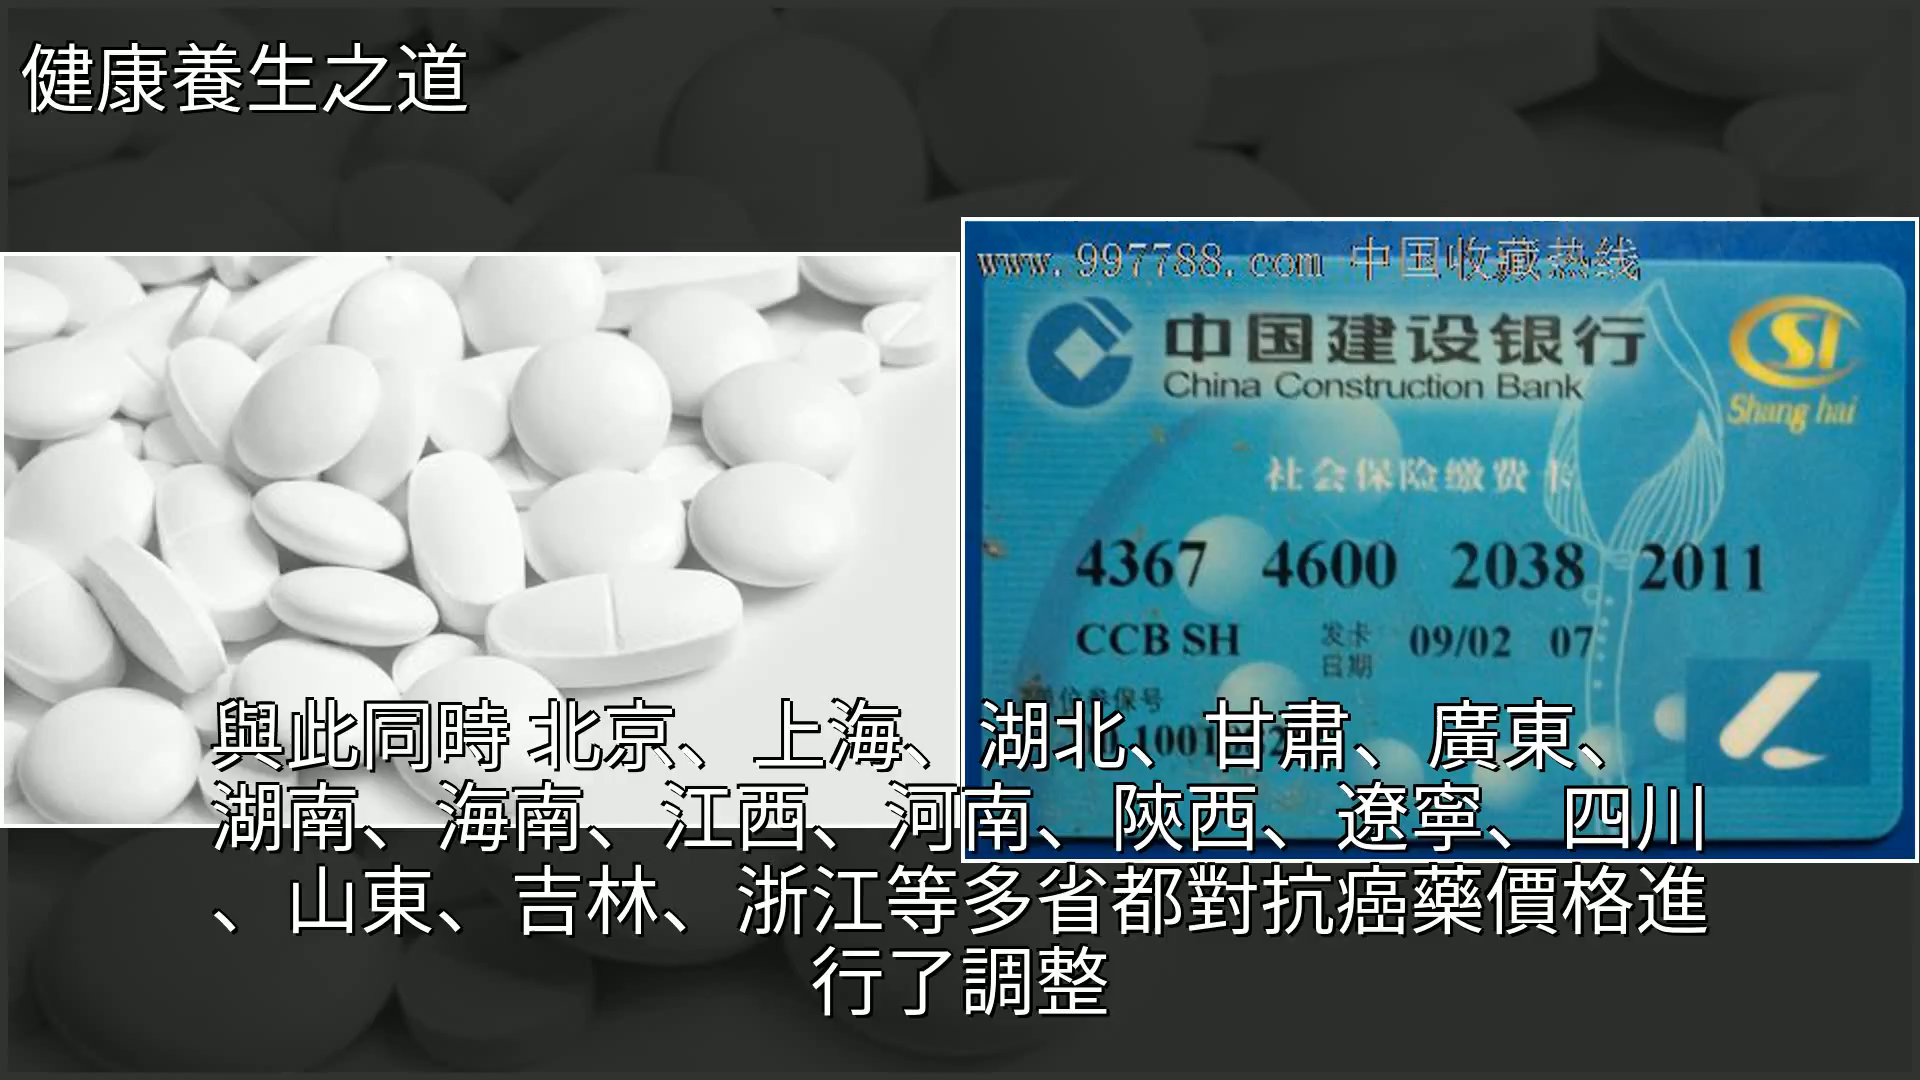 健康養生之道
www.997788.com 中国收藏热线
中国建设银行
China Construction Bank
SI
Shang hai
社会保险缴费卡
4367 4600 2038 2011
CCB SH 发卡日期 09/02 07
與此同時 北京、上海、湖北、甘肅、廣東、
湖南、海南、江西、河南、陝西、遼寧、四川
、山東、吉林、浙江等多省都對抗癌藥價格進
行了調整